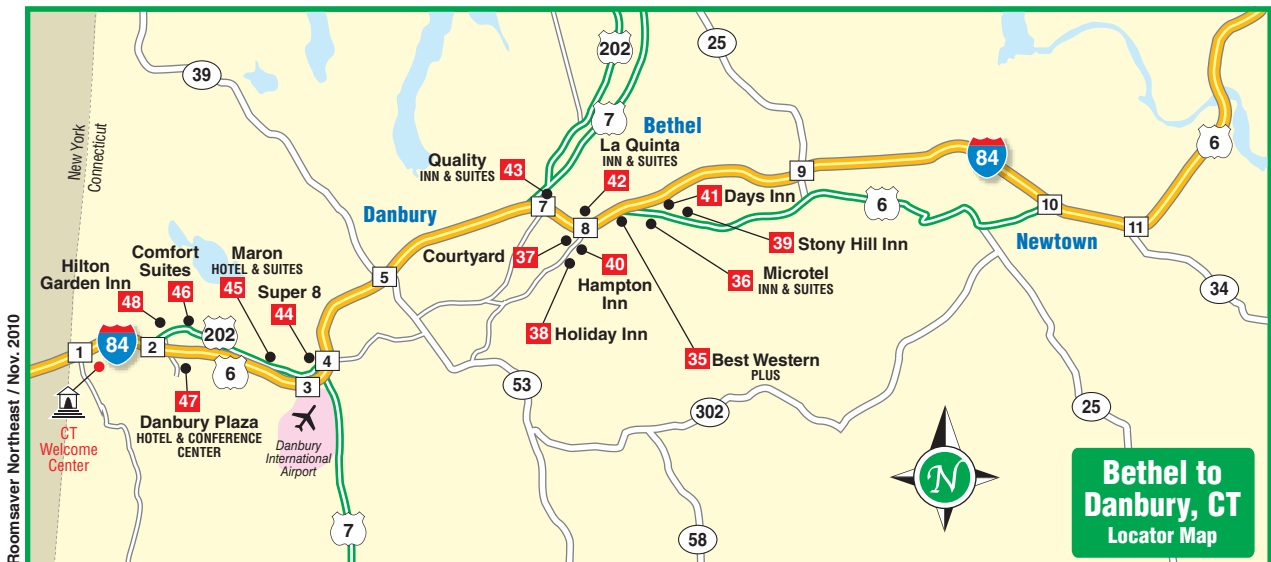 202
25
39
7
Bethel
6
84
New York
Connecticut
La Quinta
INN & SUITES
42
Quality
INN & SUITES
43
9
41 Days Inn
6
10
7
Danbury
8
39 Stony Hill Inn
Newtown
11
Courtyard 37
40
Hampton
Inn
36 Microtel
INN & SUITES
5
34
Comfort
Suites
46
Maron
HOTEL & SUITES
45
Hilton
Garden Inn
48
Super 8
44
38 Holiday Inn
202
1
84
2
4
35 Best Western
PLUS
6
3
53
302
25
47
Danbury Plaza
HOTEL & CONFERENCE
CENTER
CT
Welcome
Center
Danbury
International
Airport
N
Bethel to
Danbury, CT
Locator Map
7
58
Roomsaver Northeast / Nov. 2010